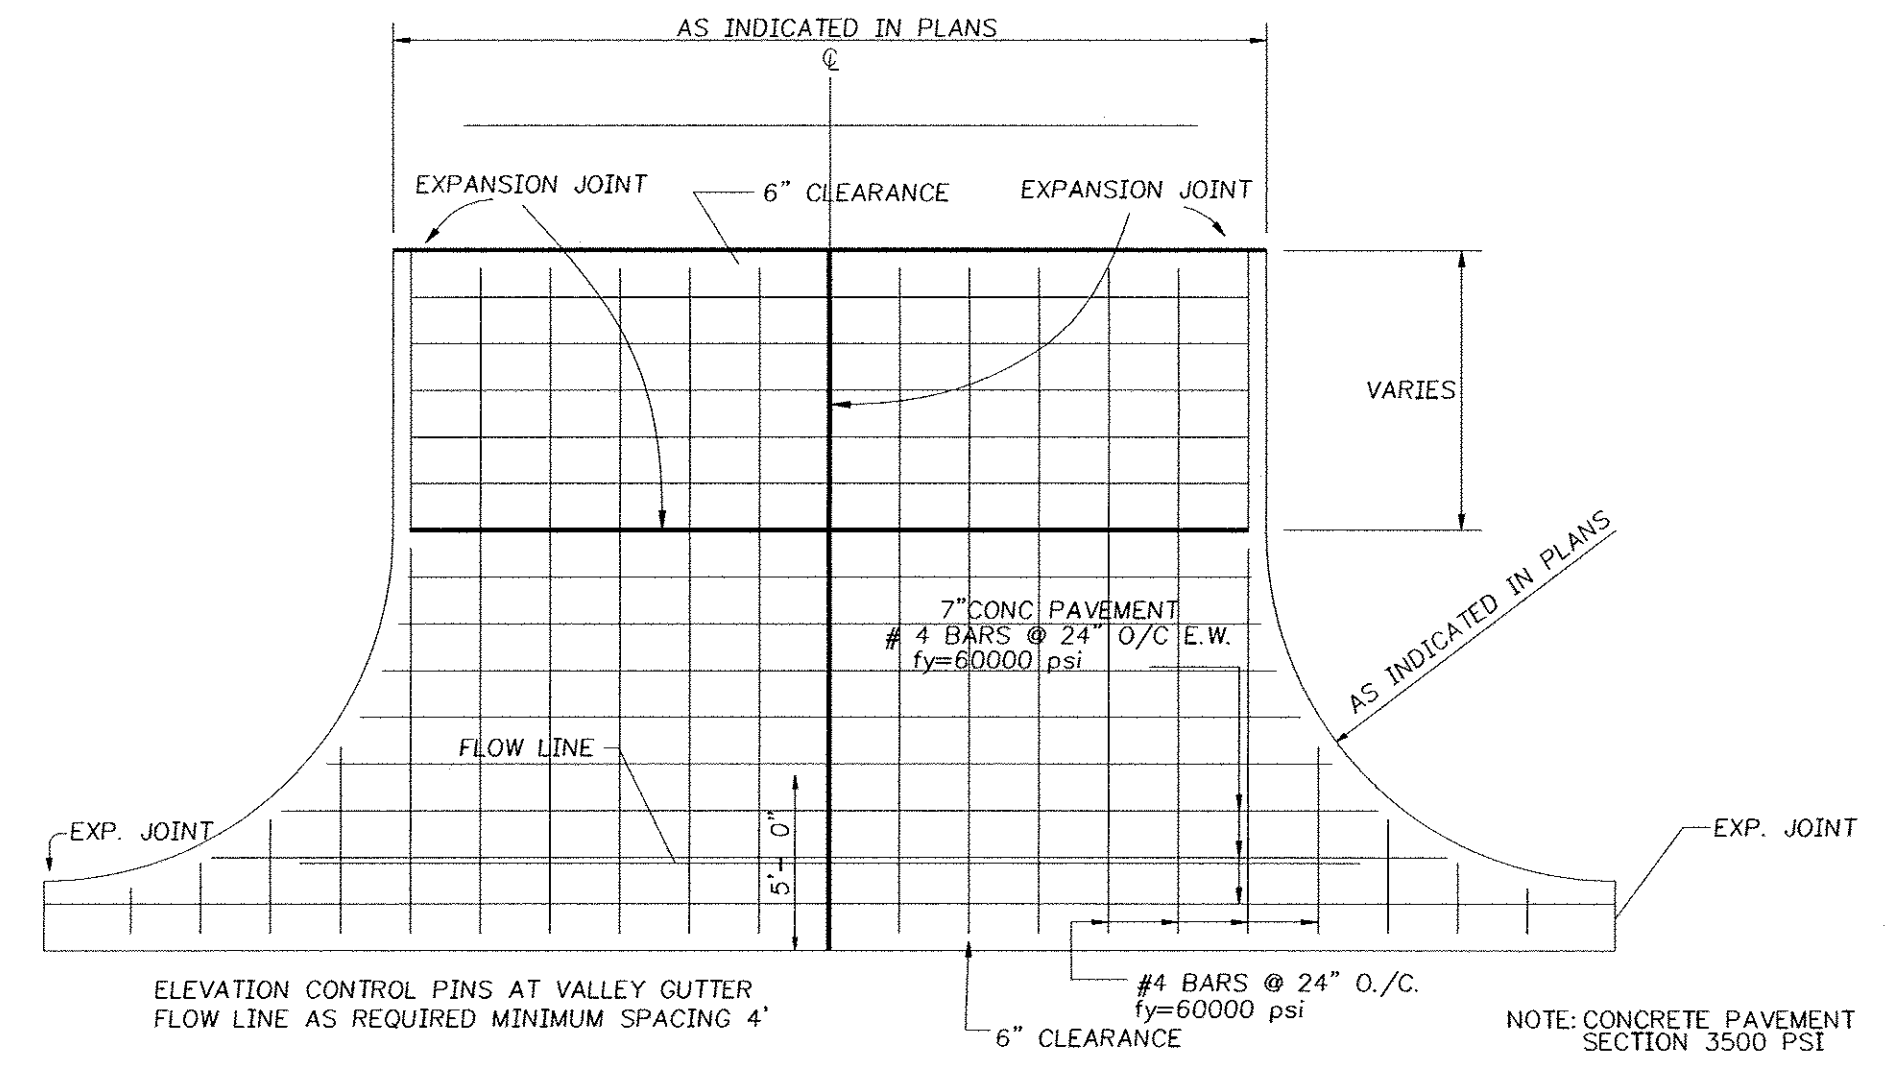 AS INDICATED IN PLANS
℄
EXPANSION JOINT
6" CLEARANCE
EXPANSION JOINT
VARIES
AS INDICATED IN PLANS
7"CONC PAVEMENT
# 4 BARS @ 24" O/C E.W.
fy=60000 psi
FLOW LINE
5'- 0"
EXP. JOINT
EXP. JOINT
ELEVATION CONTROL PINS AT VALLEY GUTTER
FLOW LINE AS REQUIRED MINIMUM SPACING 4'
#4 BARS @ 24" O./C.
fy=60000 psi
6" CLEARANCE
NOTE: CONCRETE PAVEMENT
SECTION 3500 PSI